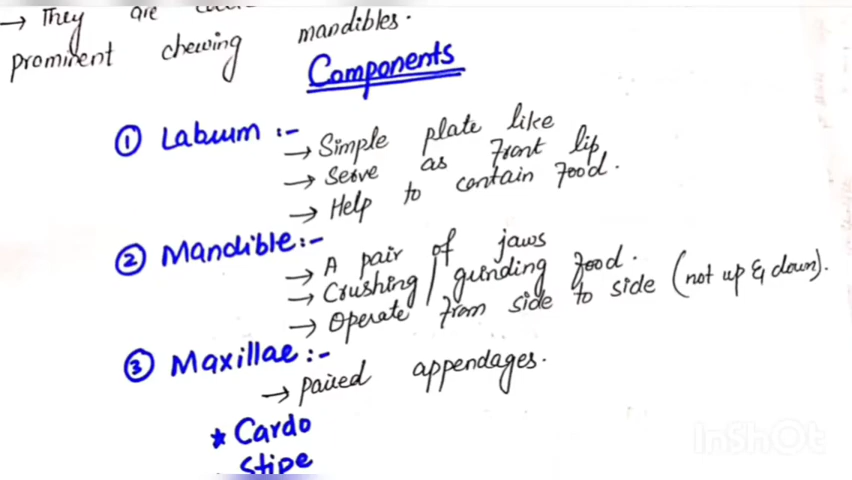 → They are
prominent chewing mandibles.
Components
① Labium :-
→ Simple plate like
→ Serve as front lip
→ Help to contain food.
② Mandible :-
→ A pair of jaws
→ Crushing / grinding food.
→ Operate from side to side (not up & down).
③ Maxillae :-
→ Paired appendages.
* Cardo
Stipe
InShOt